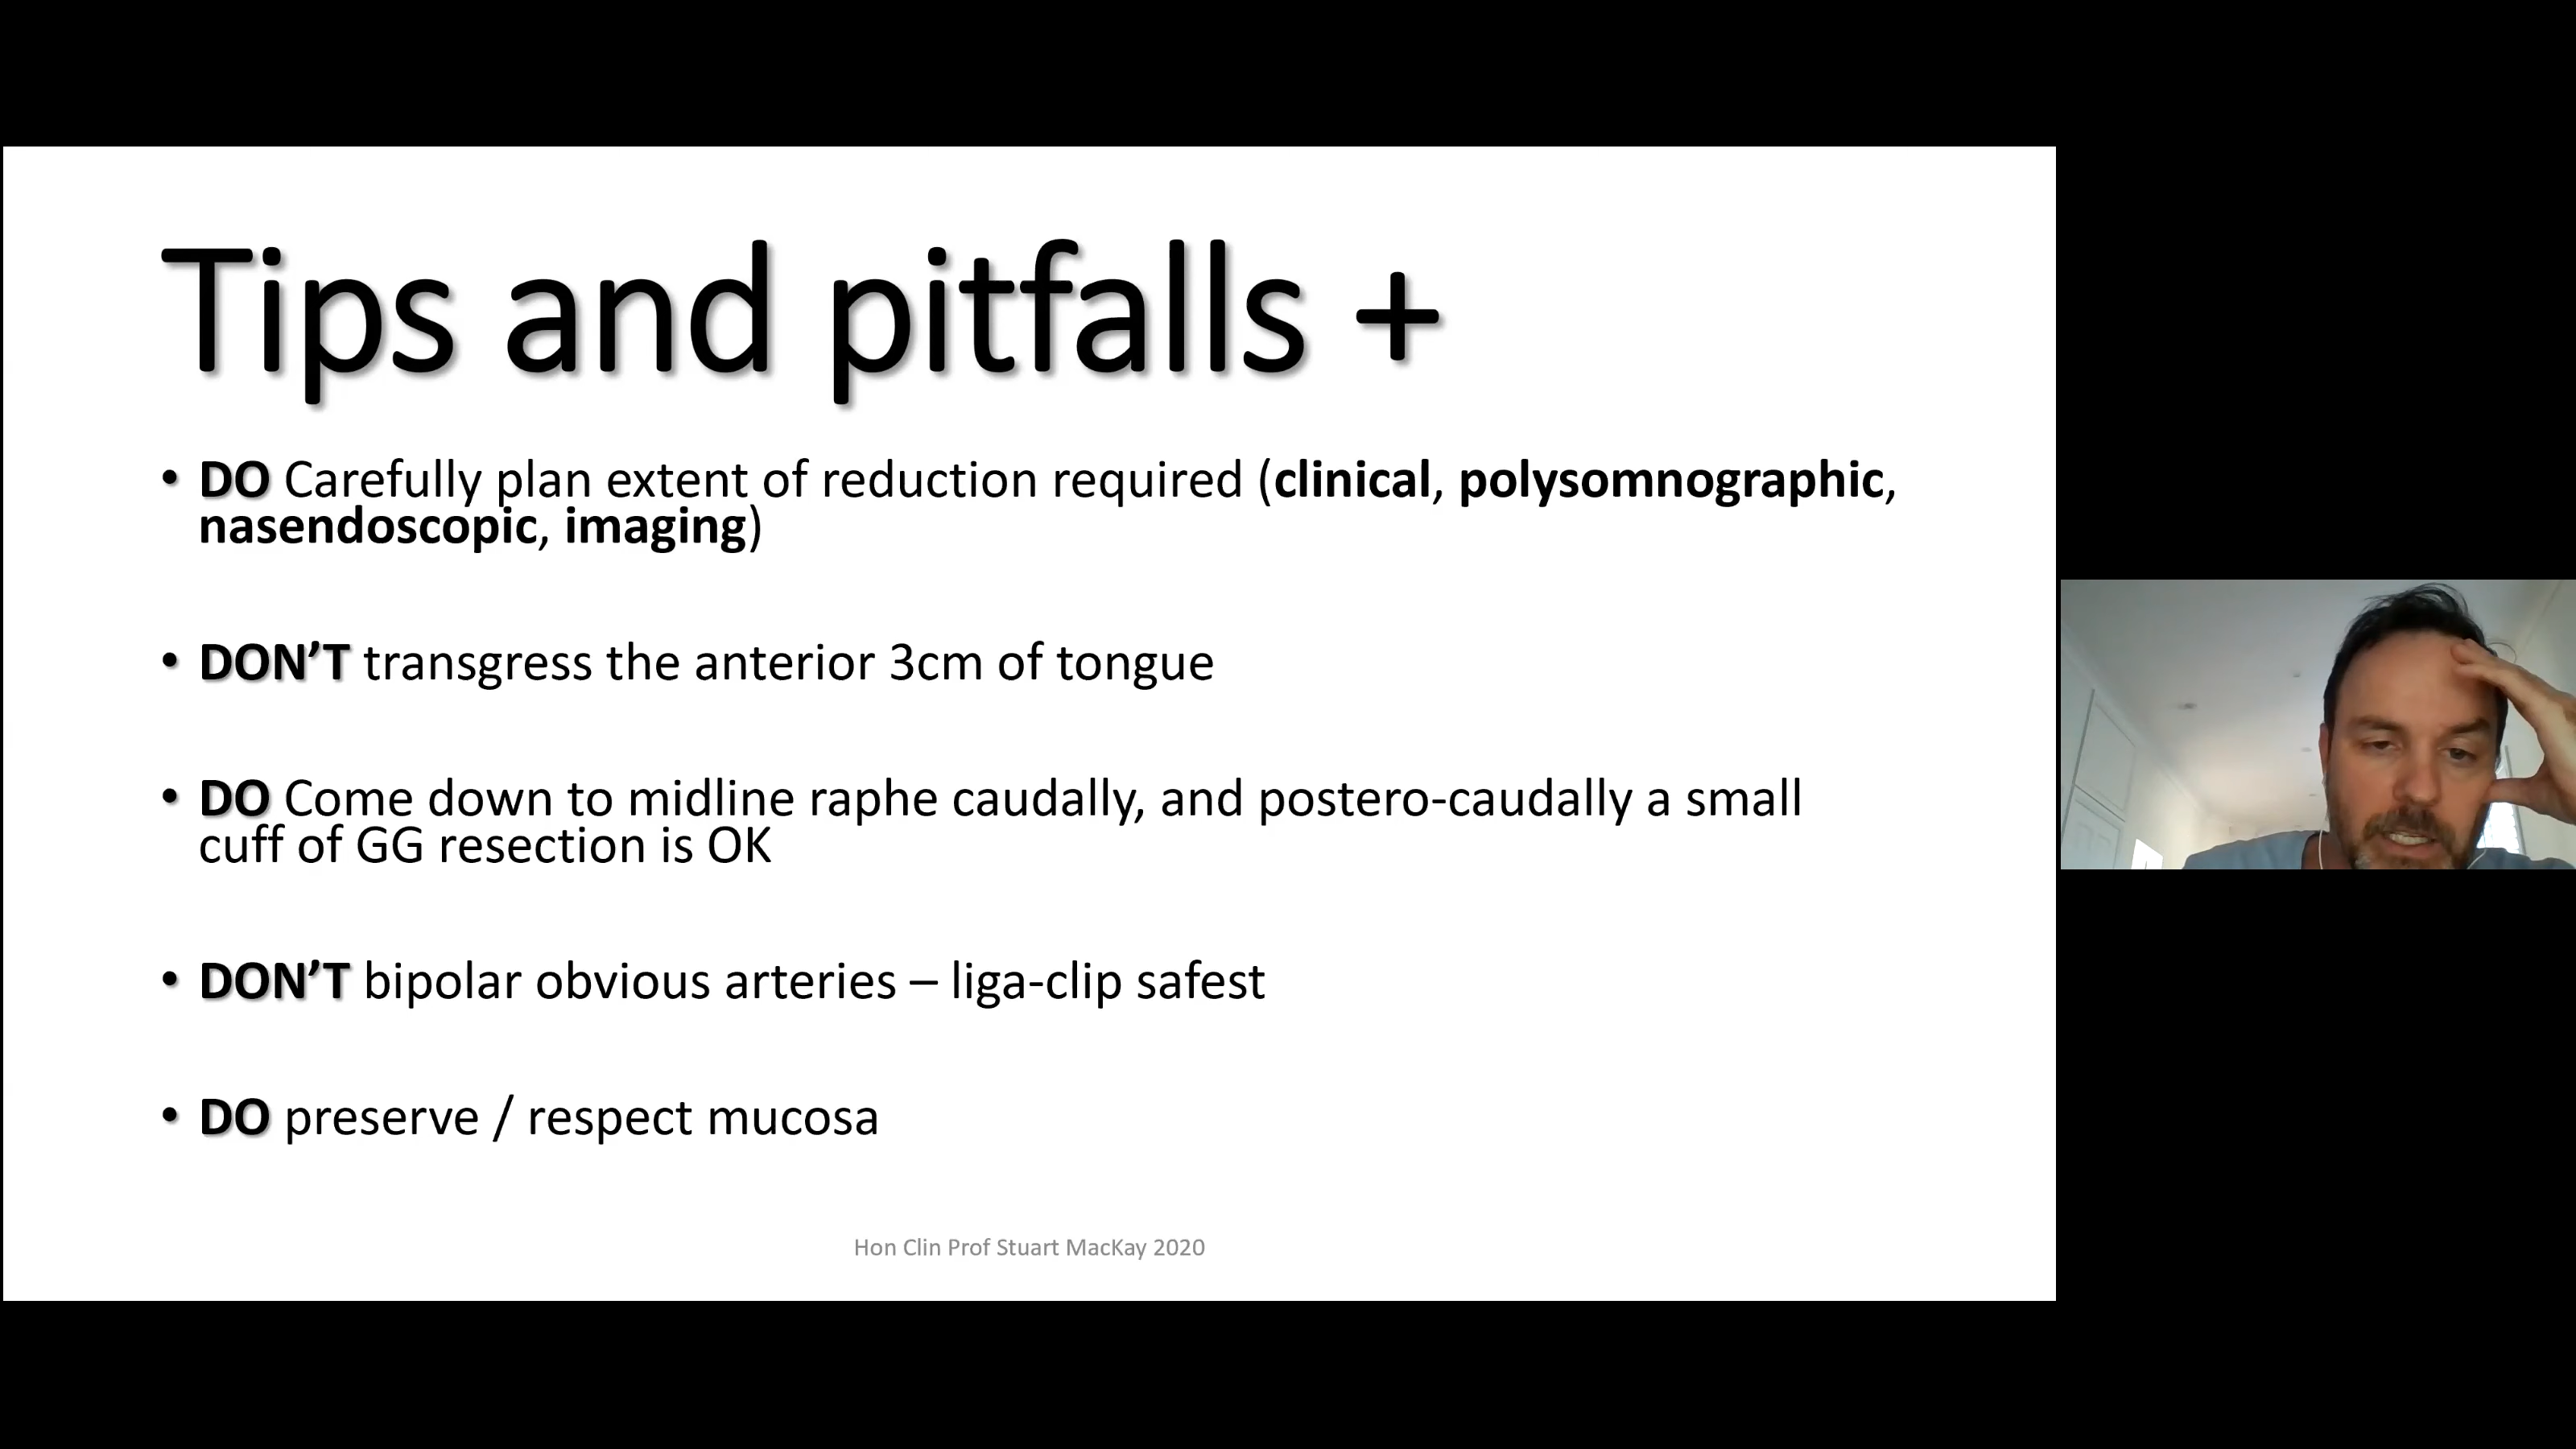 Tips and pitfalls +
• DO Carefully plan extent of reduction required (clinical, polysomnographic,
nasendoscopic, imaging)
• DON’T transgress the anterior 3cm of tongue
• DO Come down to midline raphe caudally, and postero-caudally a small
cuff of GG resection is OK
• DON’T bipolar obvious arteries – liga-clip safest
• DO preserve / respect mucosa
Hon Clin Prof Stuart MacKay 2020